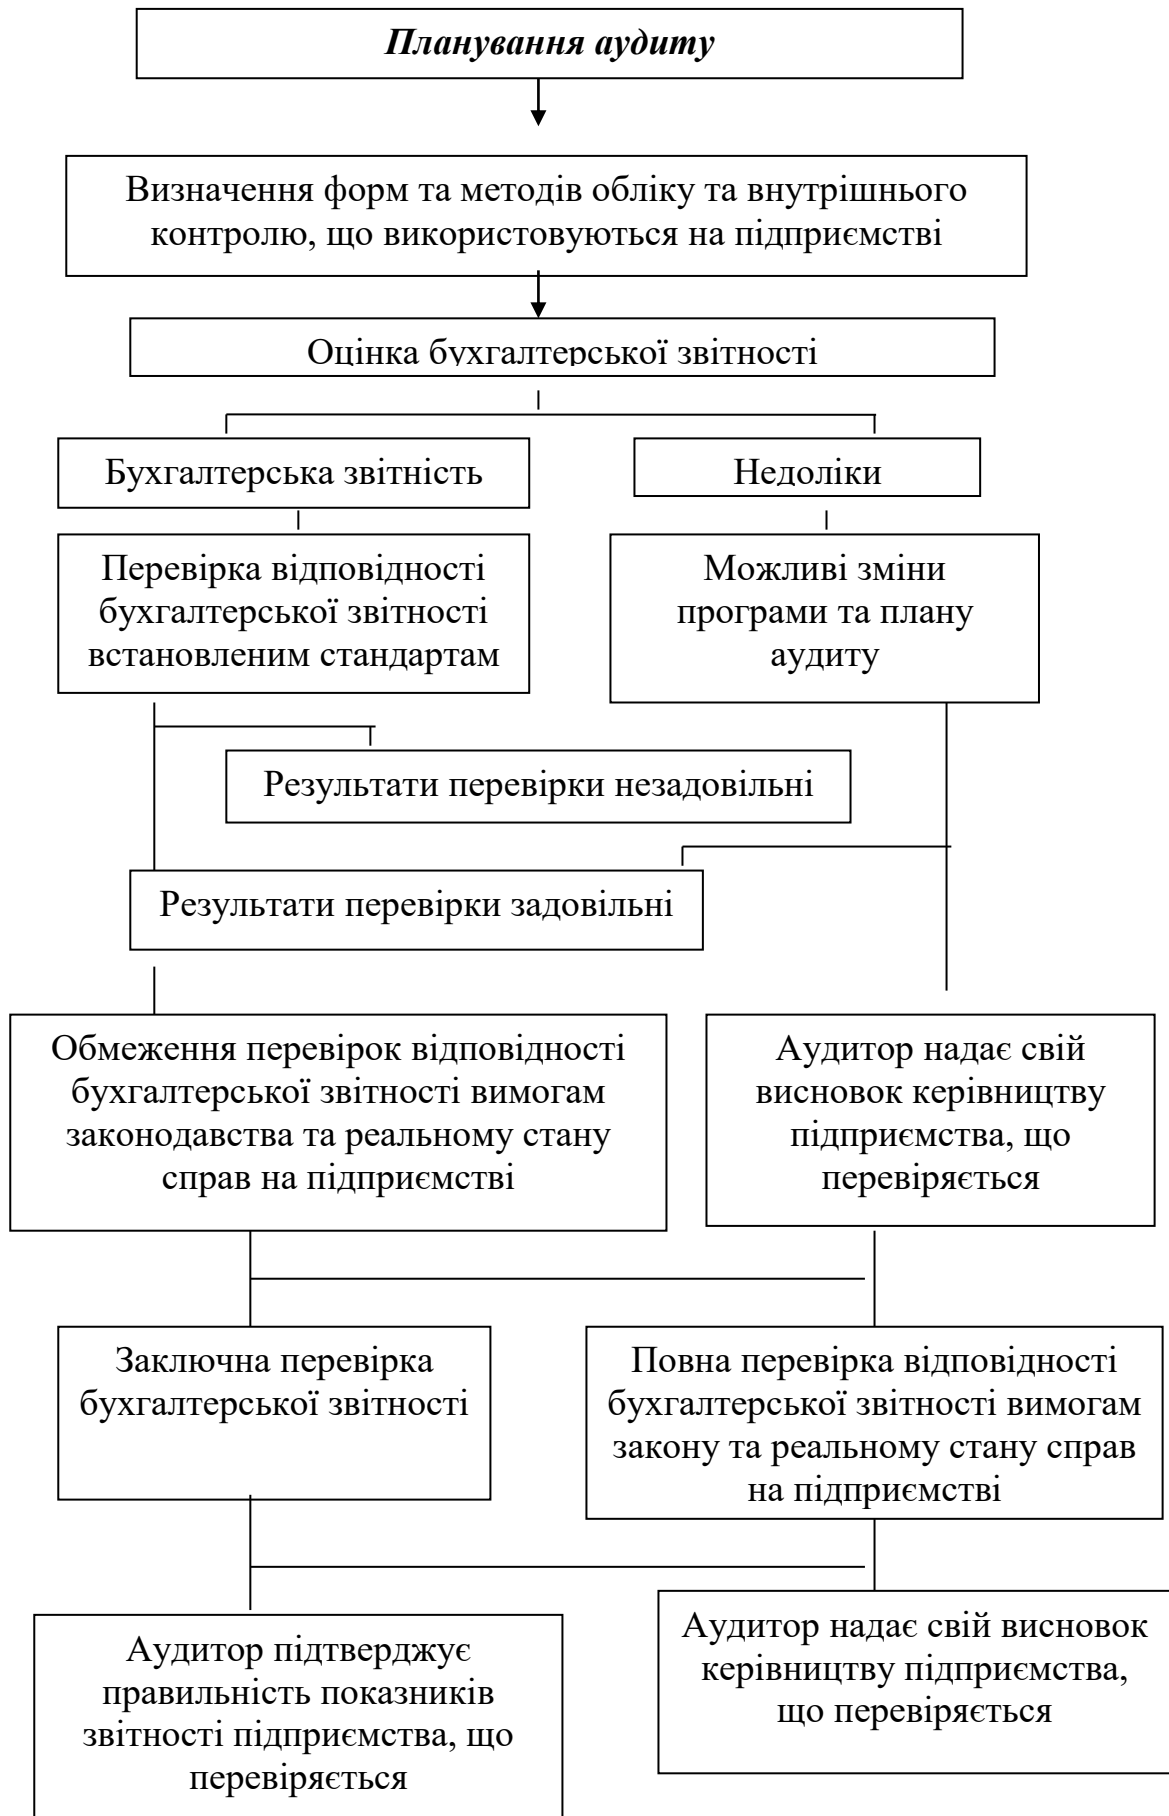 Планування аудиту
Визначення форм та методів обліку та внутрішнього
контролю, що використовуються на підприємстві
Оцінка бухгалтерської звітності
Бухгалтерська звітність
Недоліки
Перевірка відповідності
бухгалтерської звітності
встановленим стандартам
Можливі зміни
програми та плану
аудиту
Результати перевірки незадовільні
Результати перевірки задовільні
Обмеження перевірок відповідності
бухгалтерської звітності вимогам
законодавства та реальному стану
справ на підприємстві
Аудитор надає свій
висновок керівництву
підприємства, що
перевіряється
Заключна перевірка
бухгалтерської звітності
Повна перевірка відповідності
бухгалтерської звітності вимогам
закону та реальному стану справ
на підприємстві
Аудитор підтверджує
правильність показників
звітності підприємства, що
перевіряється
Аудитор надає свій висновок
керівництву підприємства,
що перевіряється